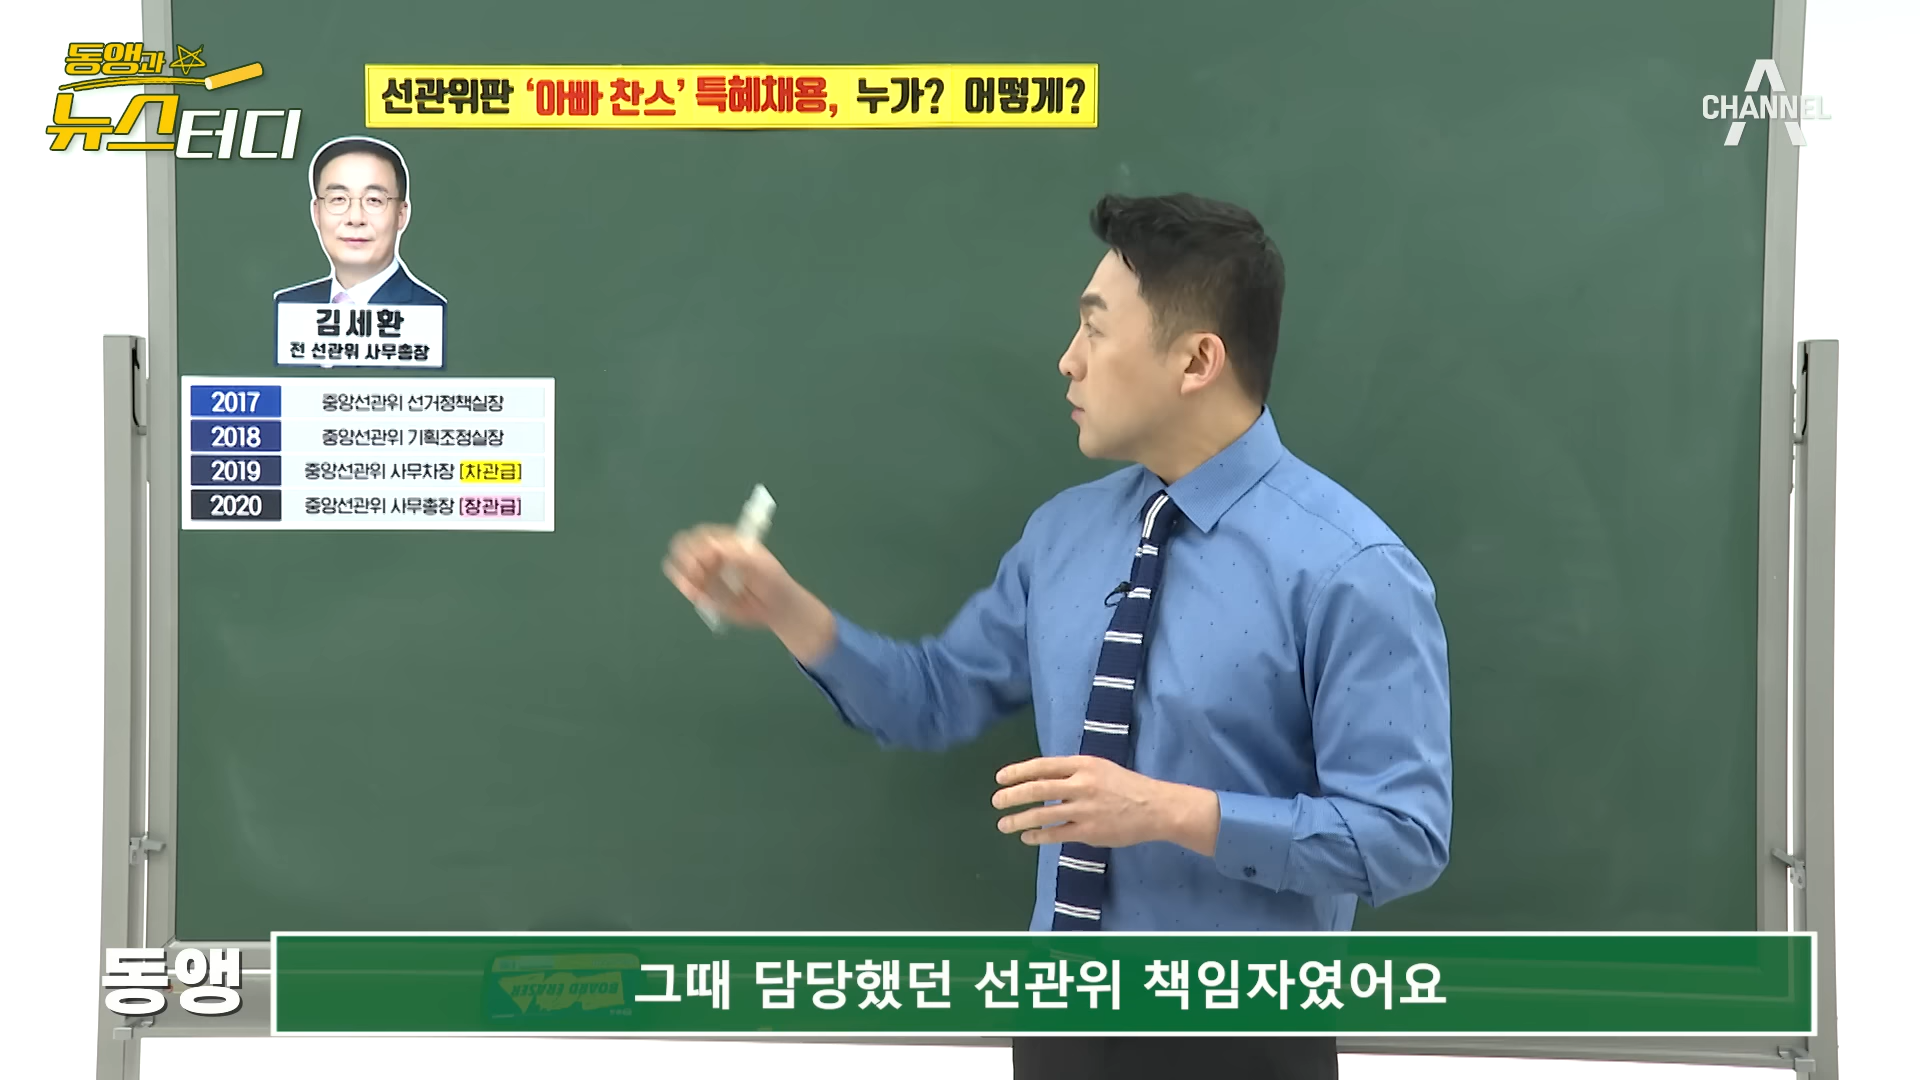 동앵과
뉴스터디
선관위판 ‘아빠 찬스’ 특혜채용, 누가? 어떻게?
CHANNEL A
김세환
전 선관위 사무총장
2017 중앙선관위 선거정책실장
2018 중앙선관위 기획조정실장
2019 중앙선관위 사무차장 [차관급]
2020 중앙선관위 사무총장 [장관급]
동앵
그때 담당했던 선관위 책임자였어요
BOARD ERASER